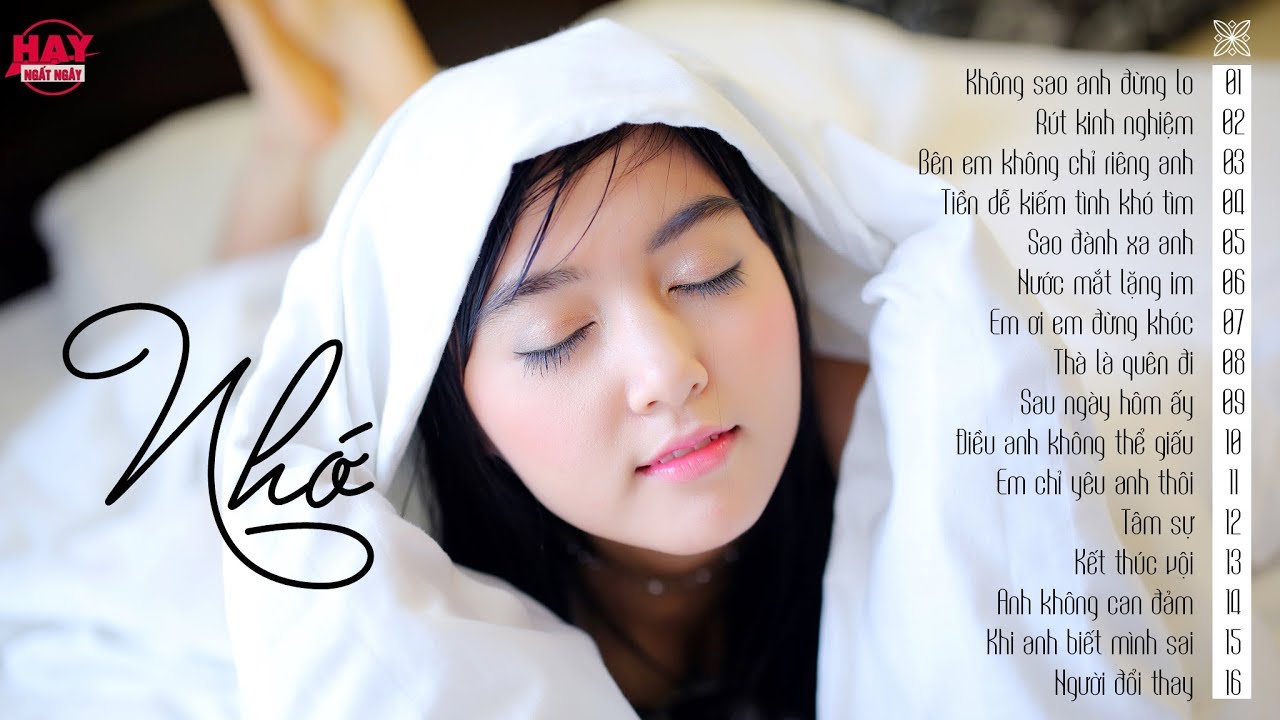 HAY
NGẤT NGÂY
Nhớ
Không sao anh đừng lo 01
Rút kinh nghiệm 02
Bên em không chỉ riêng anh 03
Tiền dễ kiếm tình khó tìm 04
Sao đành xa anh 05
Nước mắt lặng im 06
Em ơi em đừng khóc 07
Thà là quên đi 08
Sau ngày hôm ấy 09
Điều anh không thể giấu 10
Em chỉ yêu anh thôi 11
Tâm sự 12
Kết thúc vội 13
Anh không can đảm 14
Khi anh biết mình sai 15
Người đổi thay 16